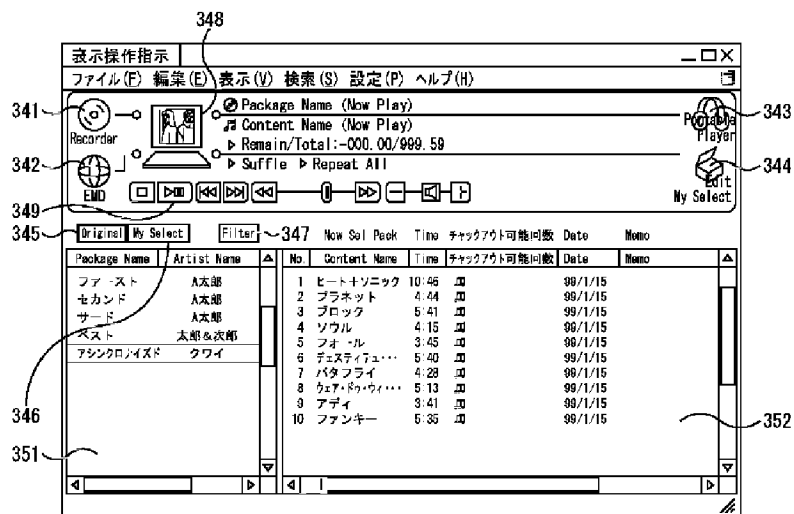 348
表示操作指示
ファイル(F) 編集(E) 表示(V) 検索(S) 設定(P) ヘルプ(H)
341
Recorder
Package Name (Now Play)
Content Name (Now Play)
Remain/Total:-000.00/999.59
Suffle Repeat All
343
Portable
Player
342
EMD
344
Edit
My Select
349
345
Original My Select Filter 347 Now Sel Pack Time チャックアウト可能回数 Date Memo
Package Name Artist Name No. Content Name Time チャックアウト可能回数 Date Memo
ファースト A太郎
セカンド A太郎
サード A太郎
ベスト 太郎&次郎
アシンクロノイズド クワイ
1 ヒート+ソニック 10:46 99/1/15
2 プラネット 4:44 99/1/15
3 ブロック 5:41 99/1/15
4 ソウル 4:15 99/1/15
5 フォール 3:45 99/1/15
6 デェスティテュ・・・ 5:40 99/1/15
7 バタフライ 4:28 99/1/15
8 ウェア・ドゥ・ウィ・・・ 5:13 99/1/15
9 アディ 3:41 99/1/15
10 ファンキー 5:35 99/1/15
346
351
352